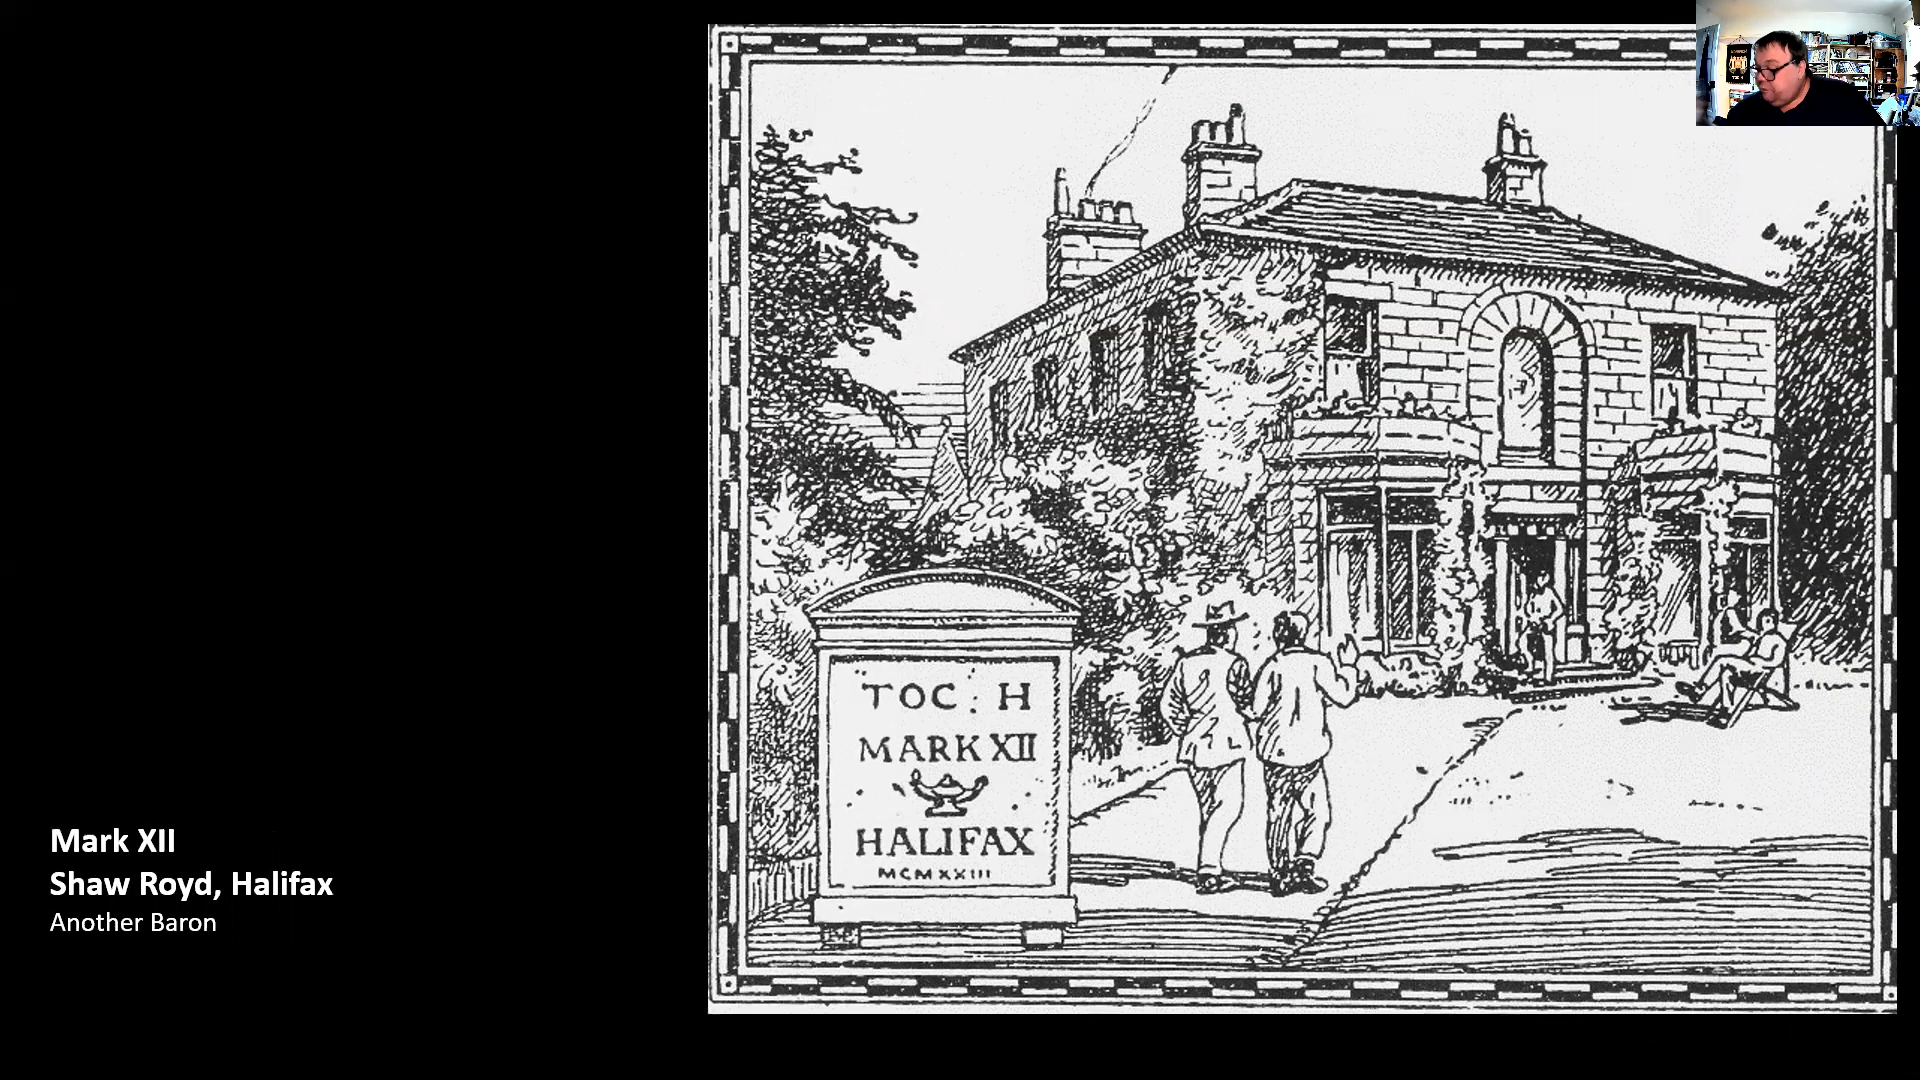 Mark XII
Shaw Royd, Halifax
Another Baron
TOC : H
MARK XII
HALIFAX
MCMXXIII